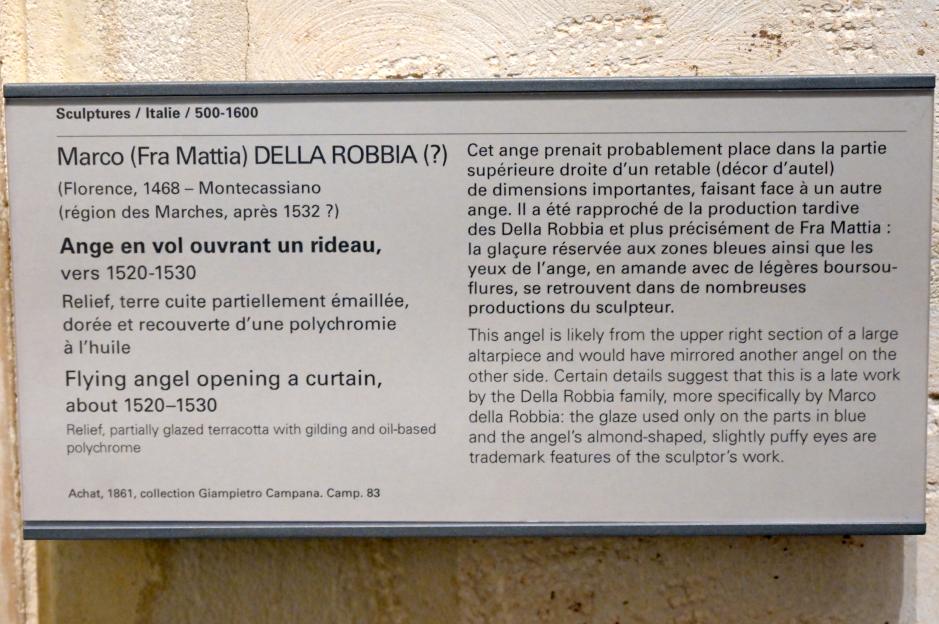 Sculptures / Italie / 500-1600
Marco (Fra Mattia) DELLA ROBBIA (?)
(Florence, 1468 – Montecassiano
(région des Marches, après 1532 ?)
Ange en vol ouvrant un rideau,
vers 1520-1530
Relief, terre cuite partiellement émaillée,
dorée et recouverte d'une polychromie
à l'huile
Flying angel opening a curtain,
about 1520–1530
Relief, partially glazed terracotta with gilding and oil-based
polychrome
Achat, 1861, collection Giampietro Campana. Camp. 83
Cet ange prenait probablement place dans la partie
supérieure droite d'un retable (décor d'autel)
de dimensions importantes, faisant face à un autre
ange. Il a été rapproché de la production tardive
des Della Robbia et plus précisément de Fra Mattia :
la glaçure réservée aux zones bleues ainsi que les
yeux de l'ange, en amande avec de légères boursou-
flures, se retrouvent dans de nombreuses
productions du sculpteur.
This angel is likely from the upper right section of a large
altarpiece and would have mirrored another angel on the
other side. Certain details suggest that this is a late work
by the Della Robbia family, more specifically by Marco
della Robbia: the glaze used only on the parts in blue
and the angel's almond-shaped, slightly puffy eyes are
trademark features of the sculptor's work.